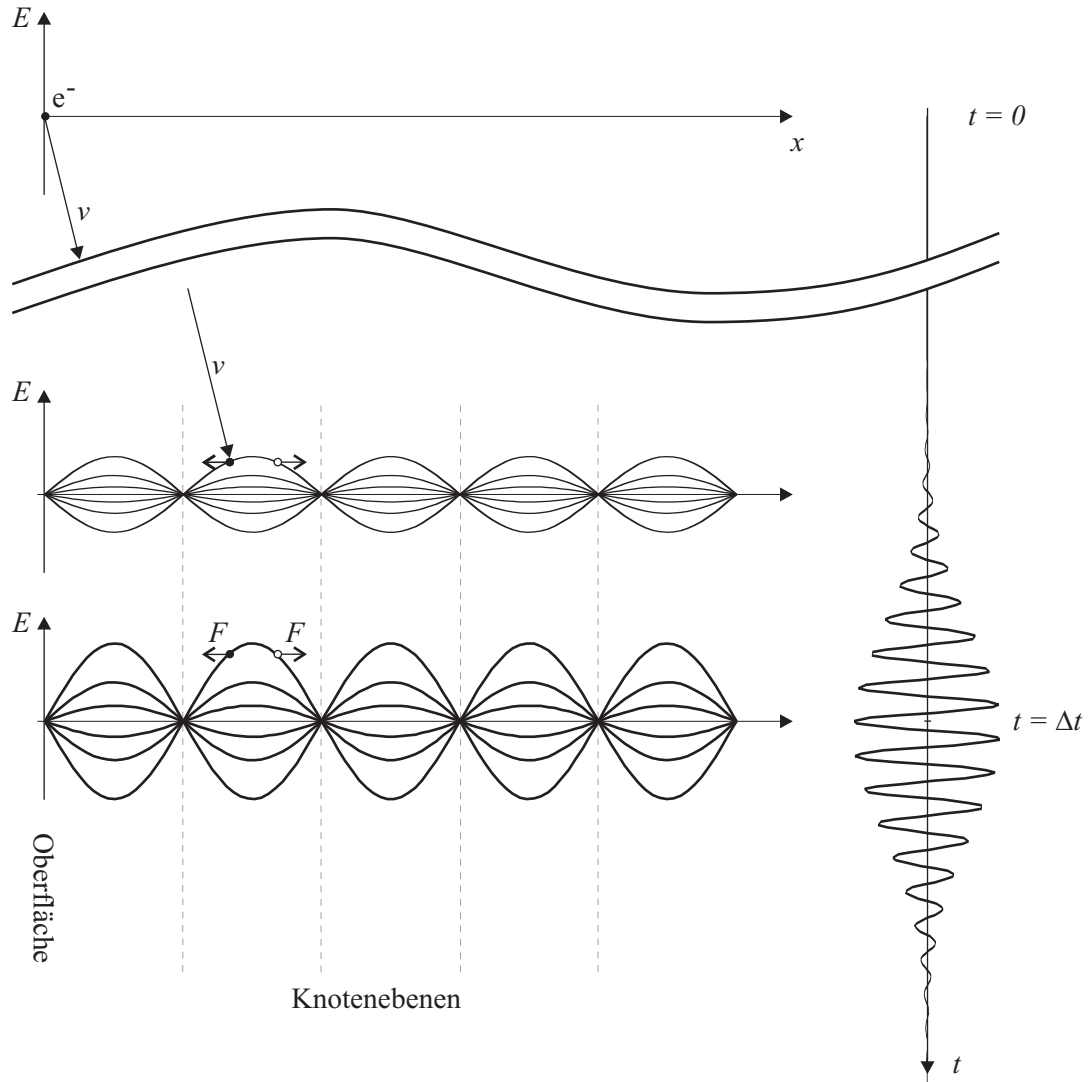 E
e⁻
t = 0
x
v
v
E
E
F
F
t = Δt
Oberfläche
Knotenebenen
t